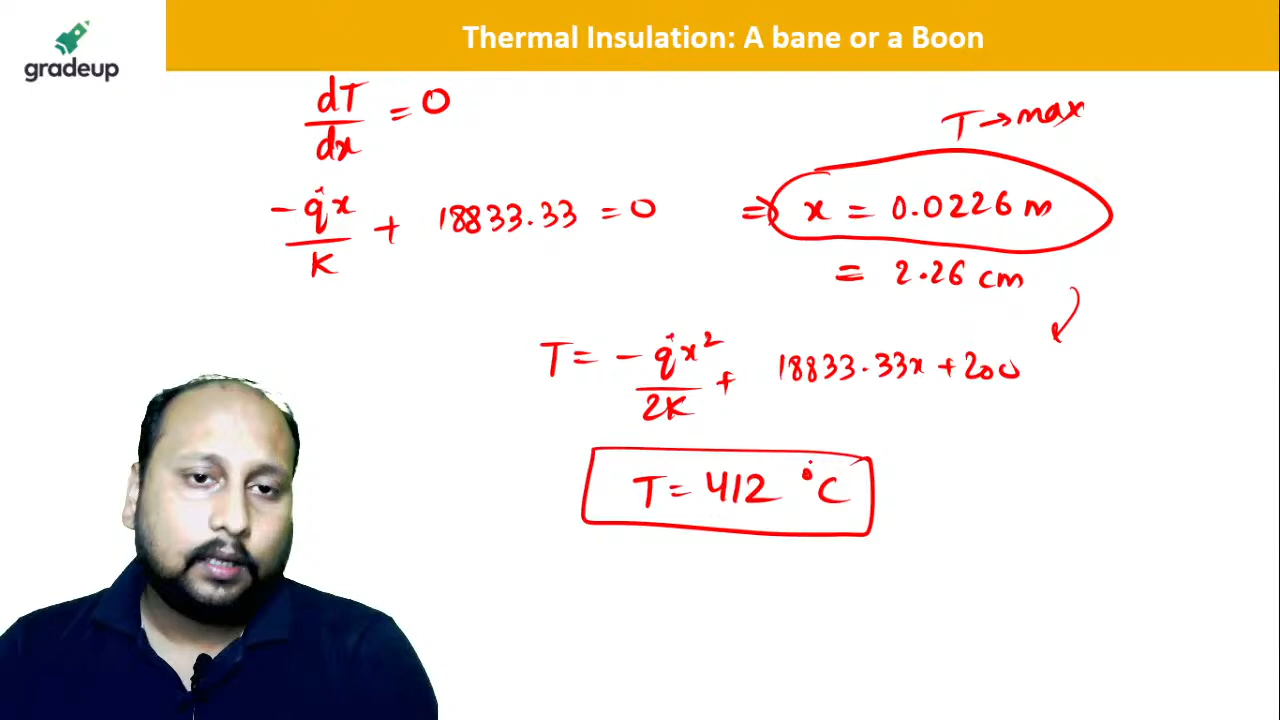 Thermal Insulation: A bane or a Boon
gradeup
dT/dx = 0
T → max
-q̇x/K + 18833.33 = 0 ⇒ x = 0.0226 m
= 2.26 cm
T = -q̇x²/2K + 18833.33x + 200
T = 412 °C